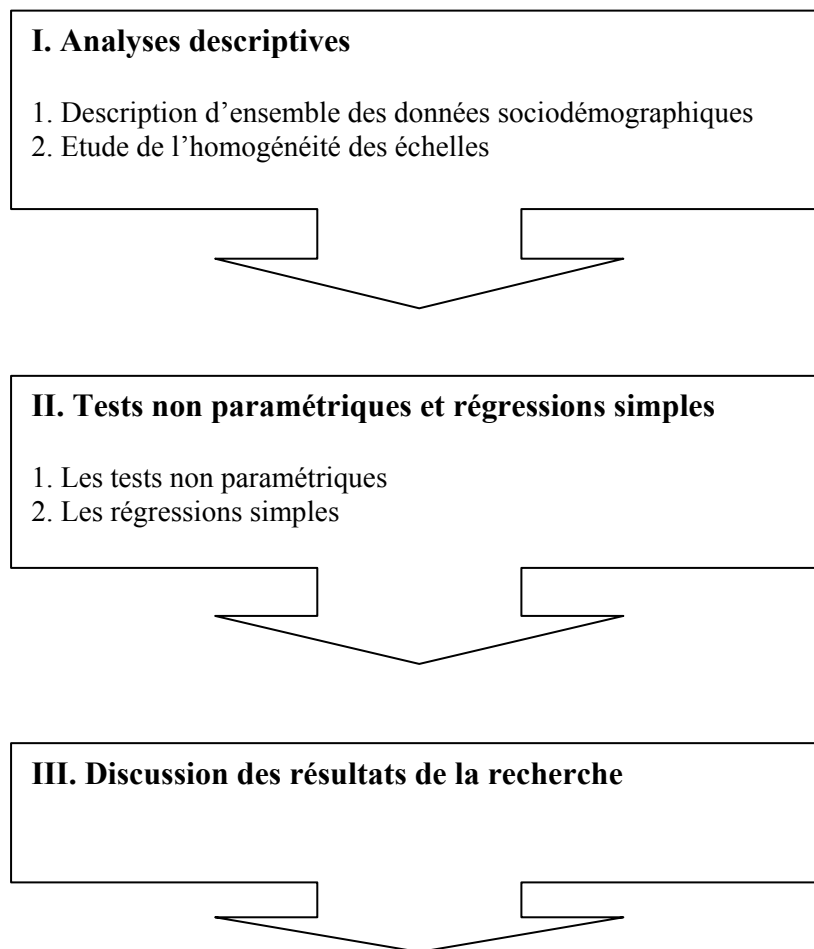 I. Analyses descriptives
1. Description d’ensemble des données sociodémographiques
2. Etude de l’homogénéité des échelles
II. Tests non paramétriques et régressions simples
1. Les tests non paramétriques
2. Les régressions simples
III. Discussion des résultats de la recherche